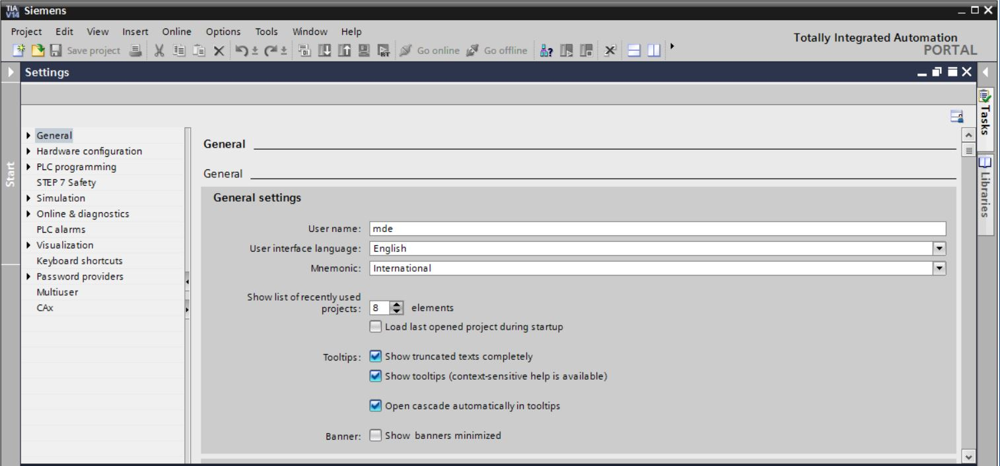 TIA
V14 Siemens
Project Edit View Insert Online Options Tools Window Help
Totally Integrated Automation
PORTAL
Save project Go online Go offline
Settings
Start
Tasks
Libraries
General
Hardware configuration
PLC programming
STEP 7 Safety
Simulation
Online & diagnostics
PLC alarms
Visualization
Keyboard shortcuts
Password providers
Multiuser
CAx
General
General
General settings
User name: mde
User interface language: English
Mnemonic: International
Show list of recently used
projects: 8 elements
Load last opened project during startup
Tooltips: Show truncated texts completely
Show tooltips (context-sensitive help is available)
Open cascade automatically in tooltips
Banner: Show banners minimized